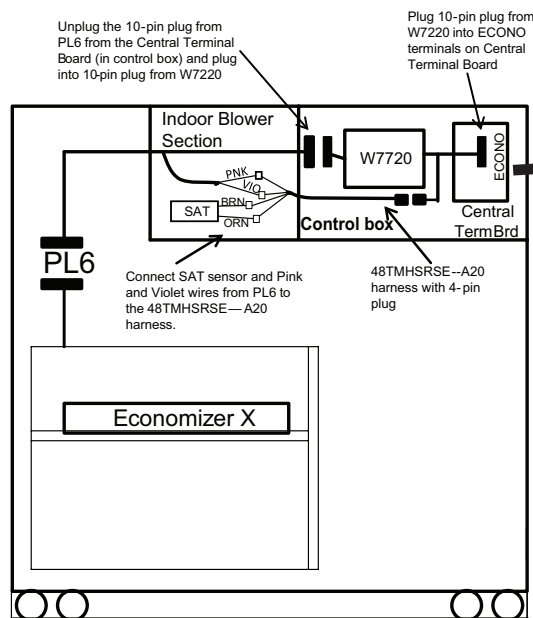 Unplug the 10-pin plug from
PL6 from the Central Terminal
Board (in control box) and plug
into 10-pin plug from W7220
Plug 10-pin plug from
W7220 into ECONO
terminals on Central
Terminal Board
Indoor Blower
Section
PNK
VIO
BRN
SAT
ORN
W7720
ECONO
Control box
Central
TermBrd
PL6
Connect SAT sensor and Pink
and Violet wires from PL6 to
the 48TMHSRSE—A20
harness.
48TMHSRSE--A20
harness with 4-pin
plug
Economizer X